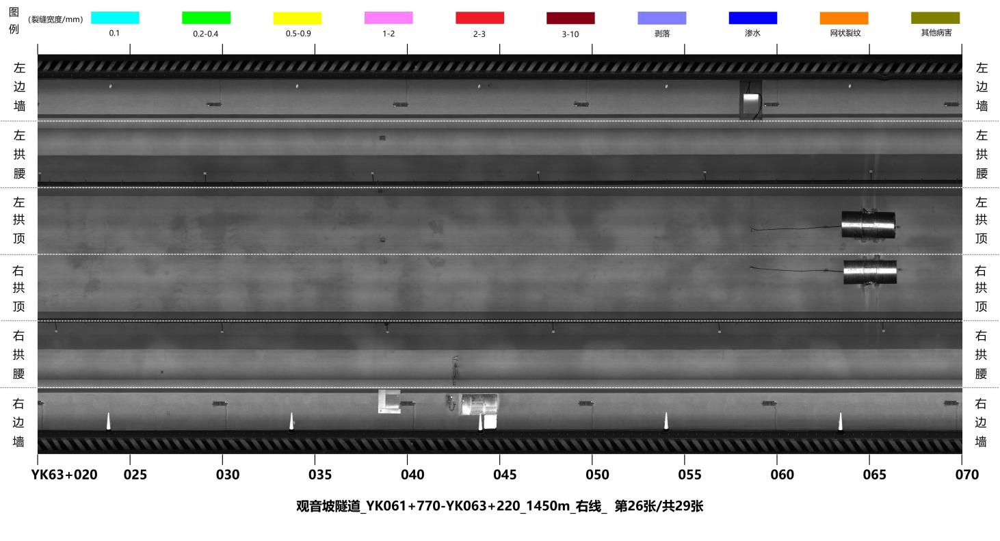 图例 (裂缝宽度/mm) 0.1 0.2-0.4 0.5-0.9 1-2 2-3 3-10 剥落 渗水 网状裂纹 其他病害
左边墙 左边墙
左拱腰 左拱腰
左拱顶 左拱顶
右拱顶 右拱顶
右拱腰 右拱腰
右边墙 右边墙
YK63+020 025 030 035 040 045 050 055 060 065 070
观音坡隧道_YK061+770-YK063+220_1450m_右线_ 第26张/共29张